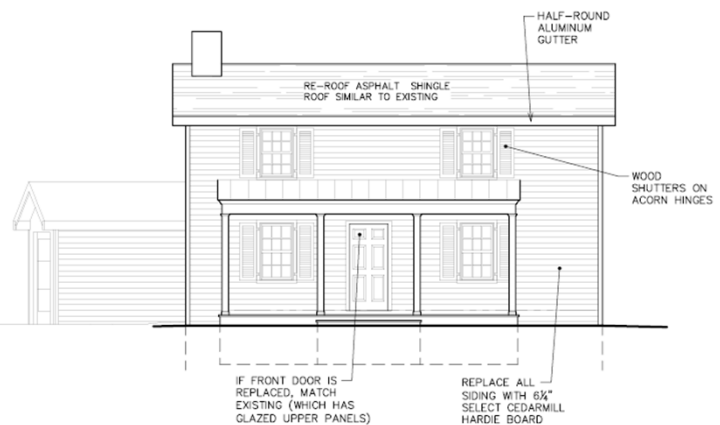 HALF-ROUND
ALUMINUM
GUTTER
RE-ROOF ASPHALT SHINGLE
ROOF SIMILAR TO EXISTING
WOOD
SHUTTERS ON
ACORN HINGES
IF FRONT DOOR IS
REPLACED, MATCH
EXISTING (WHICH HAS
GLAZED UPPER PANELS)
REPLACE ALL
SIDING WITH 6¼"
SELECT CEDARMILL
HARDIE BOARD